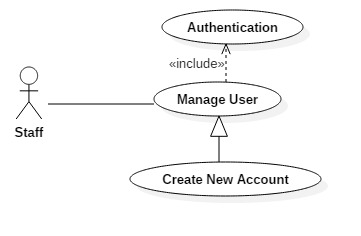 Authentication
«include»
Manage User
Staff
Create New Account